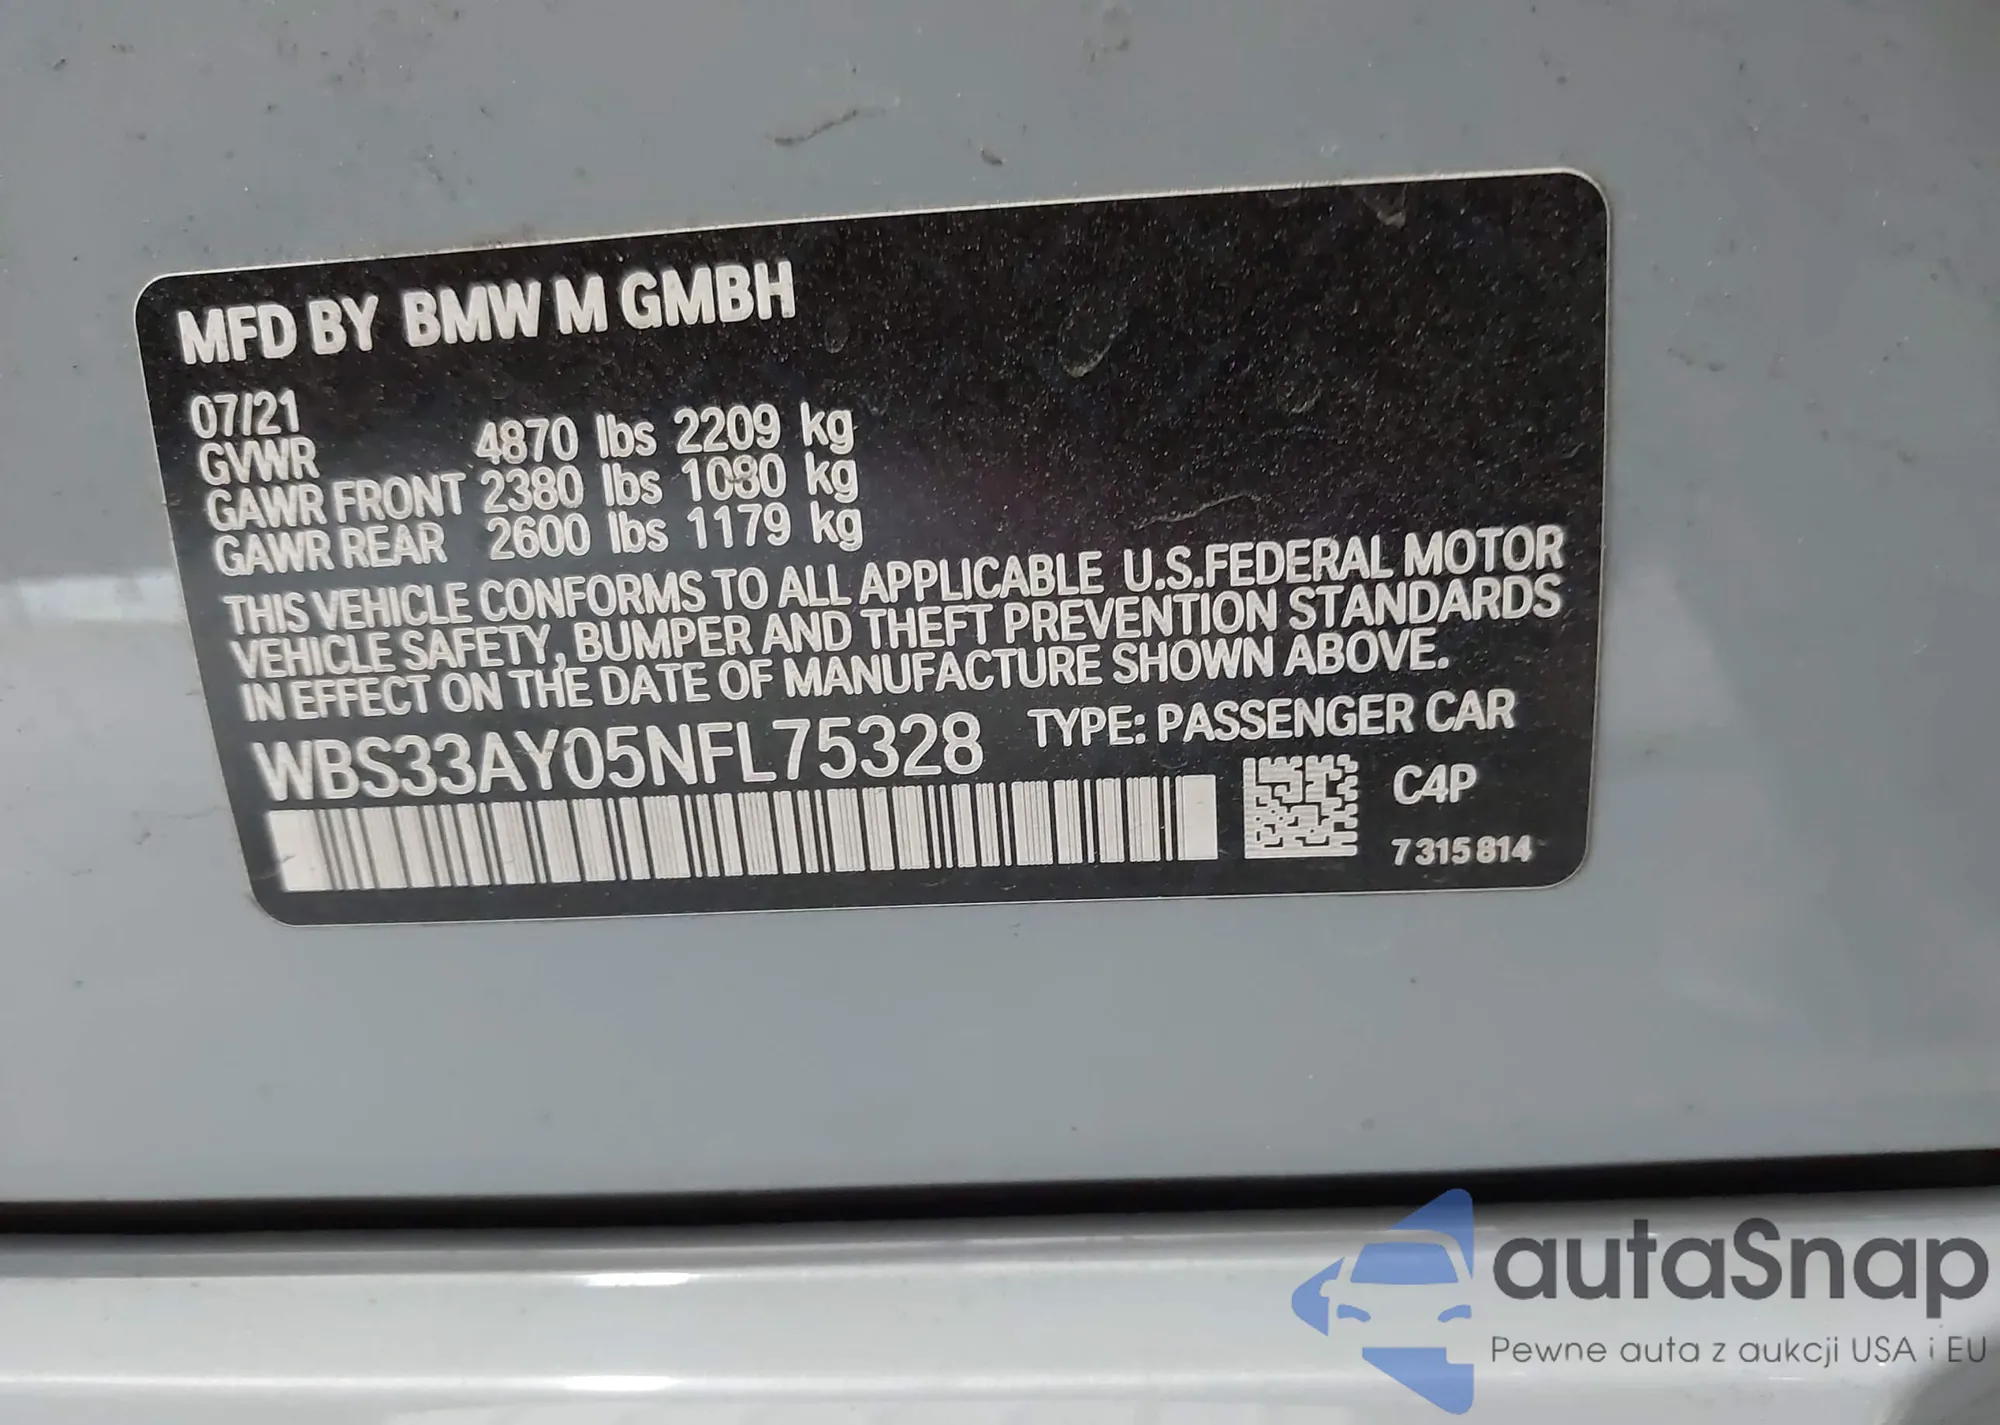 MFD BY BMW M GMBH
07/21
GVWR 4870 lbs 2209 kg
GAWR FRONT 2380 lbs 1080 kg
GAWR REAR 2600 lbs 1179 kg
THIS VEHICLE CONFORMS TO ALL APPLICABLE U.S.FEDERAL MOTOR
VEHICLE SAFETY, BUMPER AND THEFT PREVENTION STANDARDS
IN EFFECT ON THE DATE OF MANUFACTURE SHOWN ABOVE.
WBS33AY05NFL75328 TYPE: PASSENGER CAR
C4P
7315814
autaSnap
Pewne auta z aukcji USA i EU